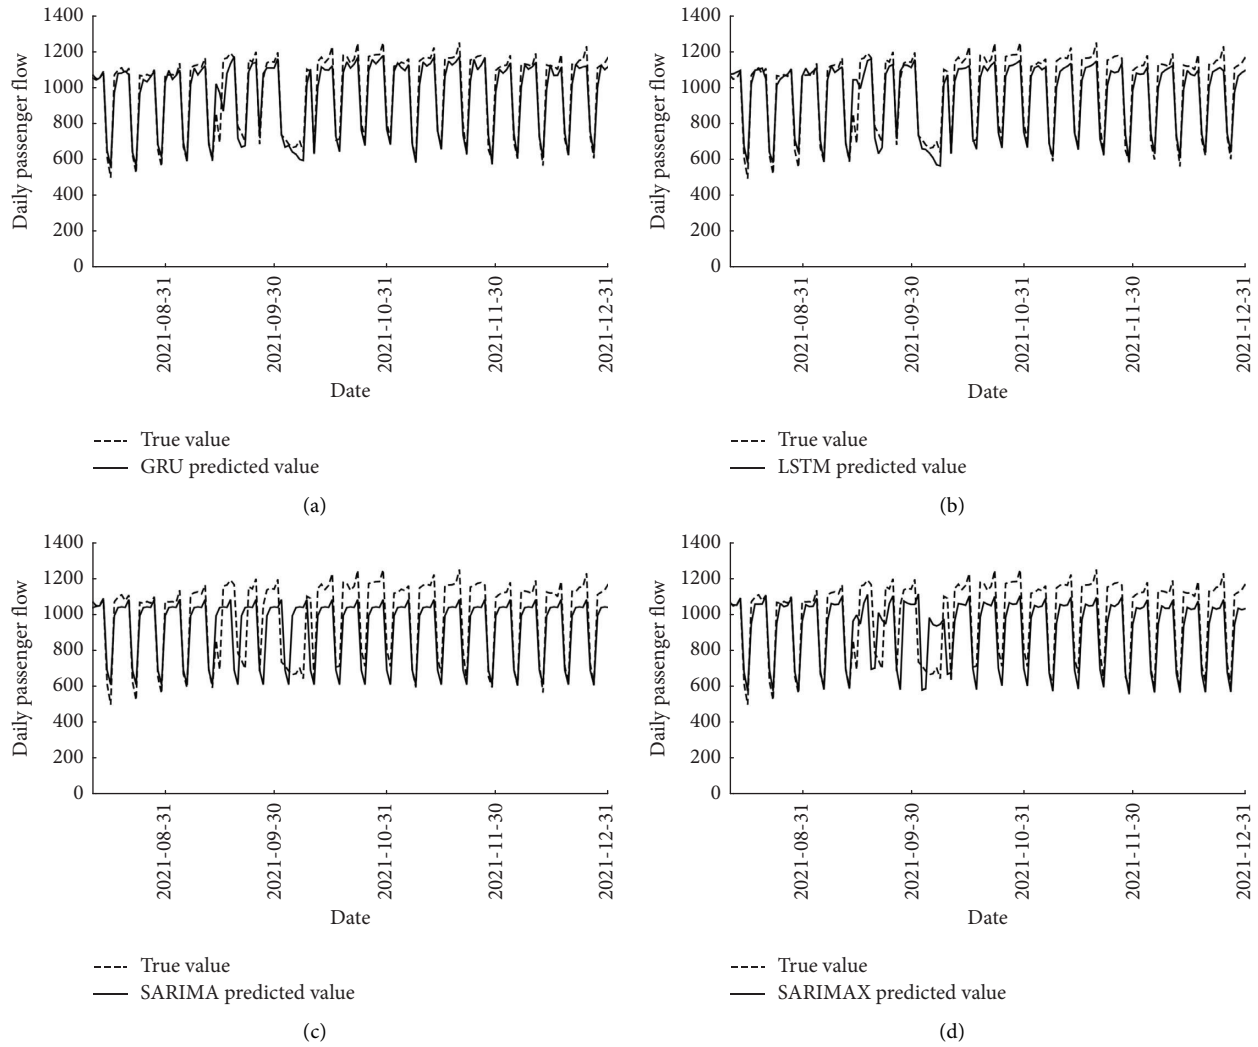 1400
1200
1000
800
600
400
200
0
Daily passenger flow
2021-08-31
2021-09-30
2021-10-31
2021-11-30
2021-12-31
Date
True value
GRU predicted value
(a)
1400
1200
1000
800
600
400
200
0
Daily passenger flow
2021-08-31
2021-09-30
2021-10-31
2021-11-30
2021-12-31
Date
True value
LSTM predicted value
(b)
1400
1200
1000
800
600
400
200
0
Daily passenger flow
2021-08-31
2021-09-30
2021-10-31
2021-11-30
2021-12-31
Date
True value
SARIMA predicted value
(c)
1400
1200
1000
800
600
400
200
0
Daily passenger flow
2021-08-31
2021-09-30
2021-10-31
2021-11-30
2021-12-31
Date
True value
SARIMAX predicted value
(d)